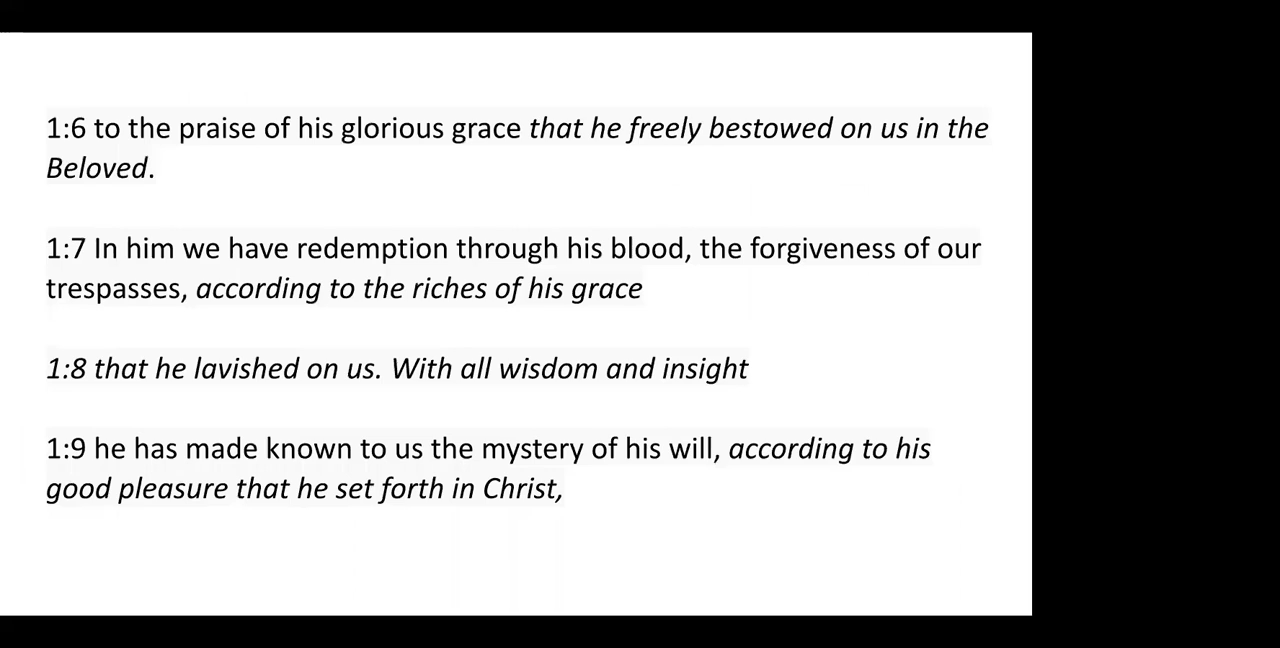 1:6 to the praise of his glorious grace that he freely bestowed on us in the
Beloved.
1:7 In him we have redemption through his blood, the forgiveness of our
trespasses, according to the riches of his grace
1:8 that he lavished on us. With all wisdom and insight
1:9 he has made known to us the mystery of his will, according to his
good pleasure that he set forth in Christ,